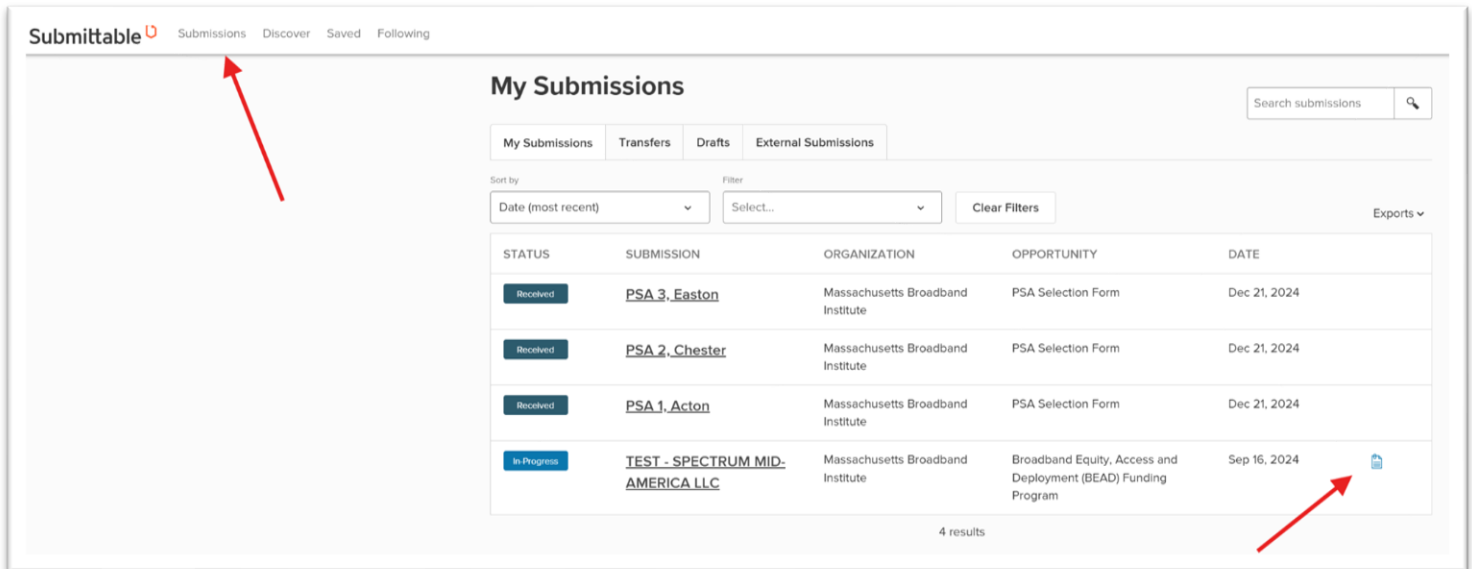 Submittable Submissions Discover Saved Following
My Submissions
Search submissions
My Submissions Transfers Drafts External Submissions
Sort by Filter
Date (most recent) Select... Clear Filters
Exports
STATUS SUBMISSION ORGANIZATION OPPORTUNITY DATE
Received PSA 3, Easton Massachusetts Broadband PSA Selection Form Dec 21, 2024
Institute
Received PSA 2, Chester Massachusetts Broadband PSA Selection Form Dec 21, 2024
Institute
Received PSA 1, Acton Massachusetts Broadband PSA Selection Form Dec 21, 2024
Institute
In-Progress TEST - SPECTRUM MID- Massachusetts Broadband Broadband Equity, Access and Sep 16, 2024
AMERICA LLC Institute Deployment (BEAD) Funding
Program
4 results